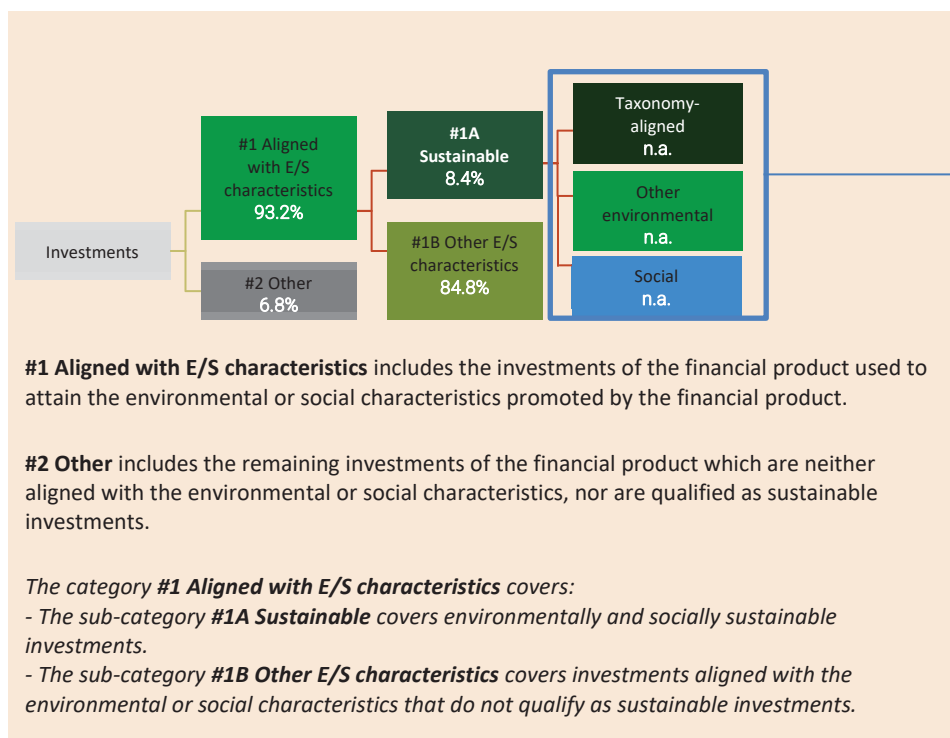 Investments
#1 Aligned
with E/S
characteristics
93.2%
#2 Other
6.8%
#1A
Sustainable
8.4%
#1B Other E/S
characteristics
84.8%
Taxonomy-
aligned
n.a.
Other
environmental
n.a.
Social
n.a.
#1 Aligned with E/S characteristics includes the investments of the financial product used to
attain the environmental or social characteristics promoted by the financial product.
#2 Other includes the remaining investments of the financial product which are neither
aligned with the environmental or social characteristics, nor are qualified as sustainable
investments.
The category #1 Aligned with E/S characteristics covers:
- The sub-category #1A Sustainable covers environmentally and socially sustainable
investments.
- The sub-category #1B Other E/S characteristics covers investments aligned with the
environmental or social characteristics that do not qualify as sustainable investments.